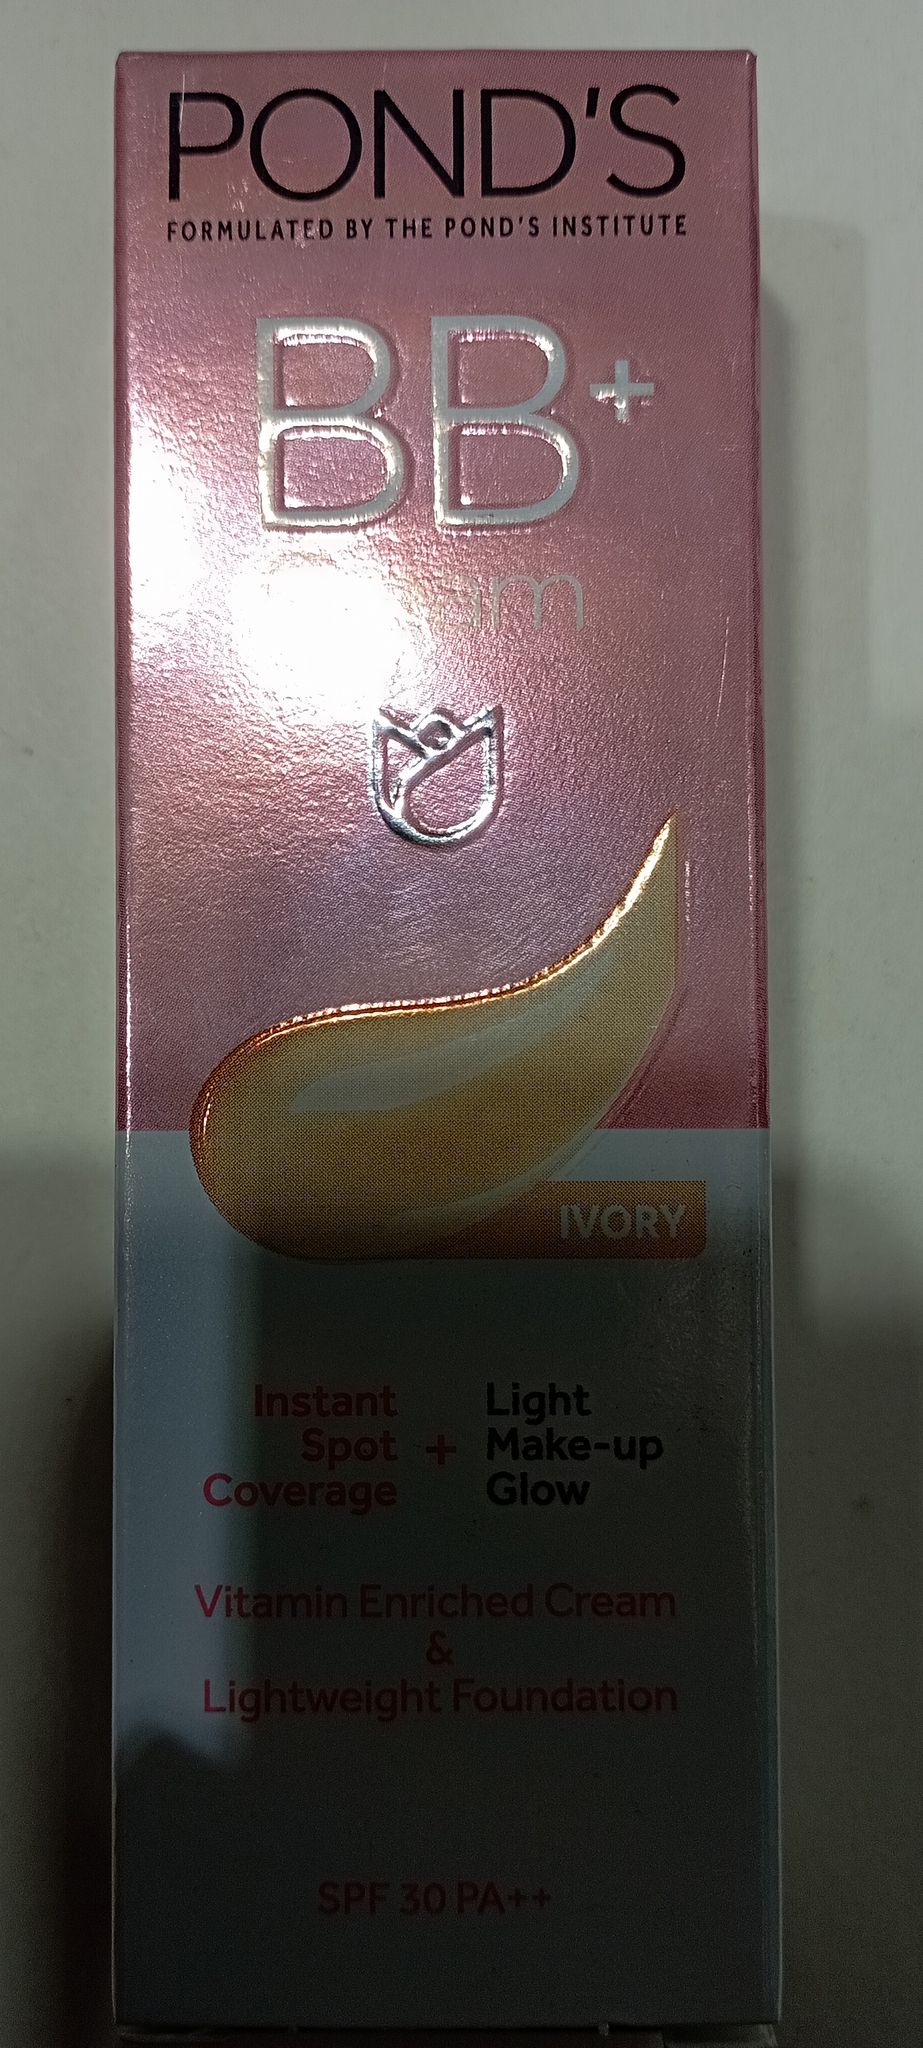 POND'S
FORMULATED BY THE POND'S INSTITUTE
BB+
IVORY
Instant
Spot
Coverage
+
Light
Make-up
Glow
Vitamin Enriched Cream
&
Lightweight Foundation
SPF 30 PA++